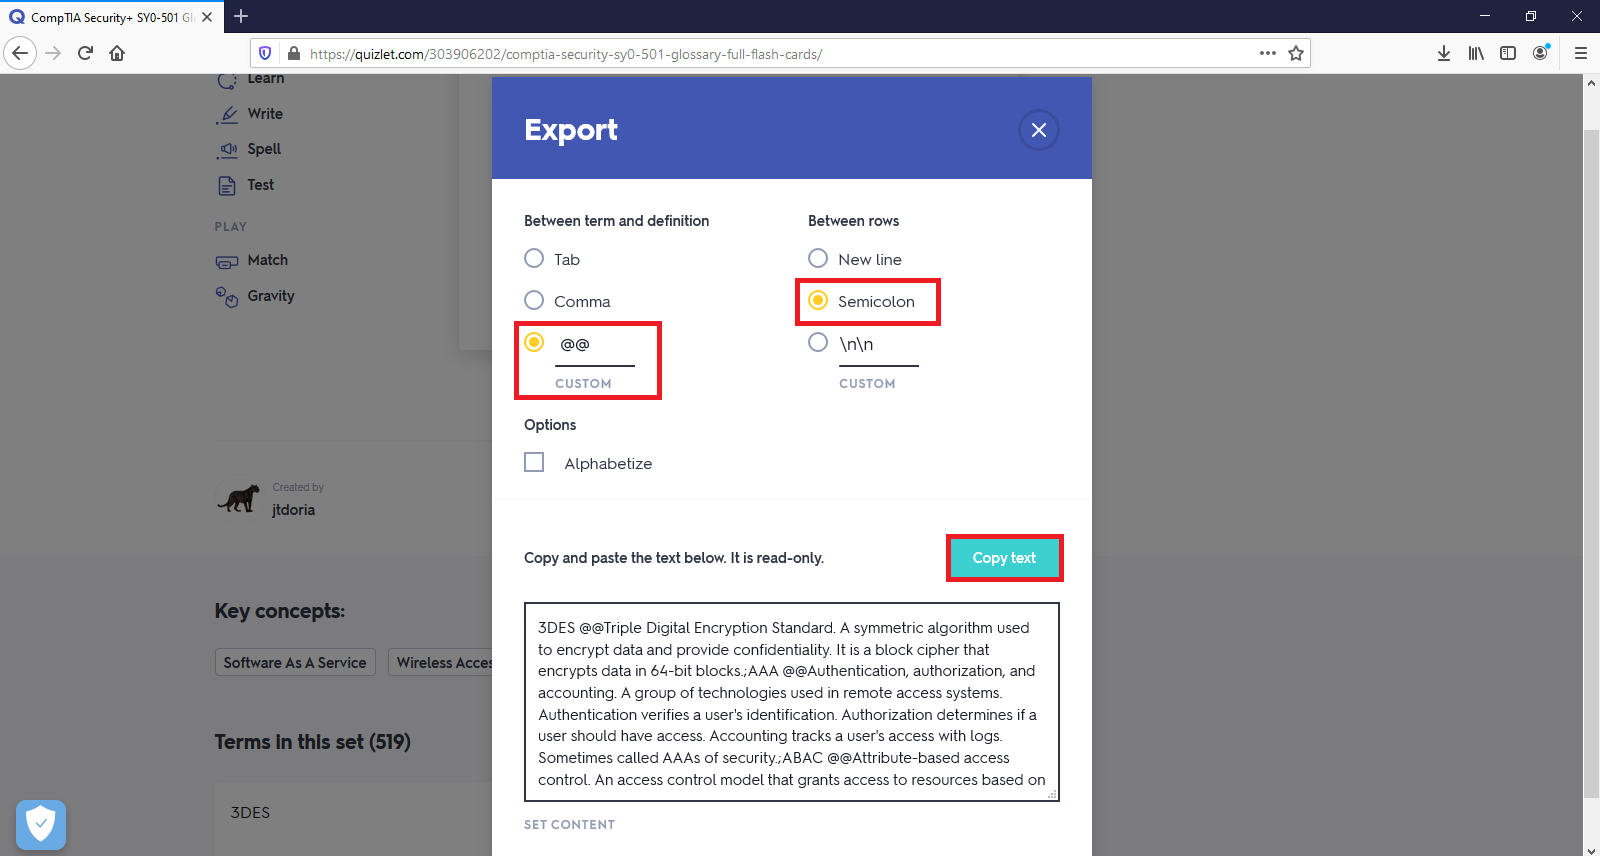 CompTIA Security+ SY0-501 Gl
https://quizlet.com/303906202/comptia-security-sy0-501-glossary-full-flash-cards/
Learn
Write
Spell
Test
PLAY
Match
Gravity
Created by
jtdoria
Key concepts:
Software As A Service
Wireless Acces
Terms in this set (519)
3DES
Export
Between term and definition
Tab
Comma
@@
CUSTOM
Between rows
New line
Semicolon
\n\n
CUSTOM
Options
Alphabetize
Copy and paste the text below. It is read-only.
Copy text
3DES @@Triple Digital Encryption Standard. A symmetric algorithm used
to encrypt data and provide confidentiality. It is a block cipher that
encrypts data in 64-bit blocks.;AAA @@Authentication, authorization, and
accounting. A group of technologies used in remote access systems.
Authentication verifies a user's identification. Authorization determines if a
user should have access. Accounting tracks a user's access with logs.
Sometimes called AAAs of security.;ABAC @@Attribute-based access
control. An access control model that grants access to resources based on
SET CONTENT